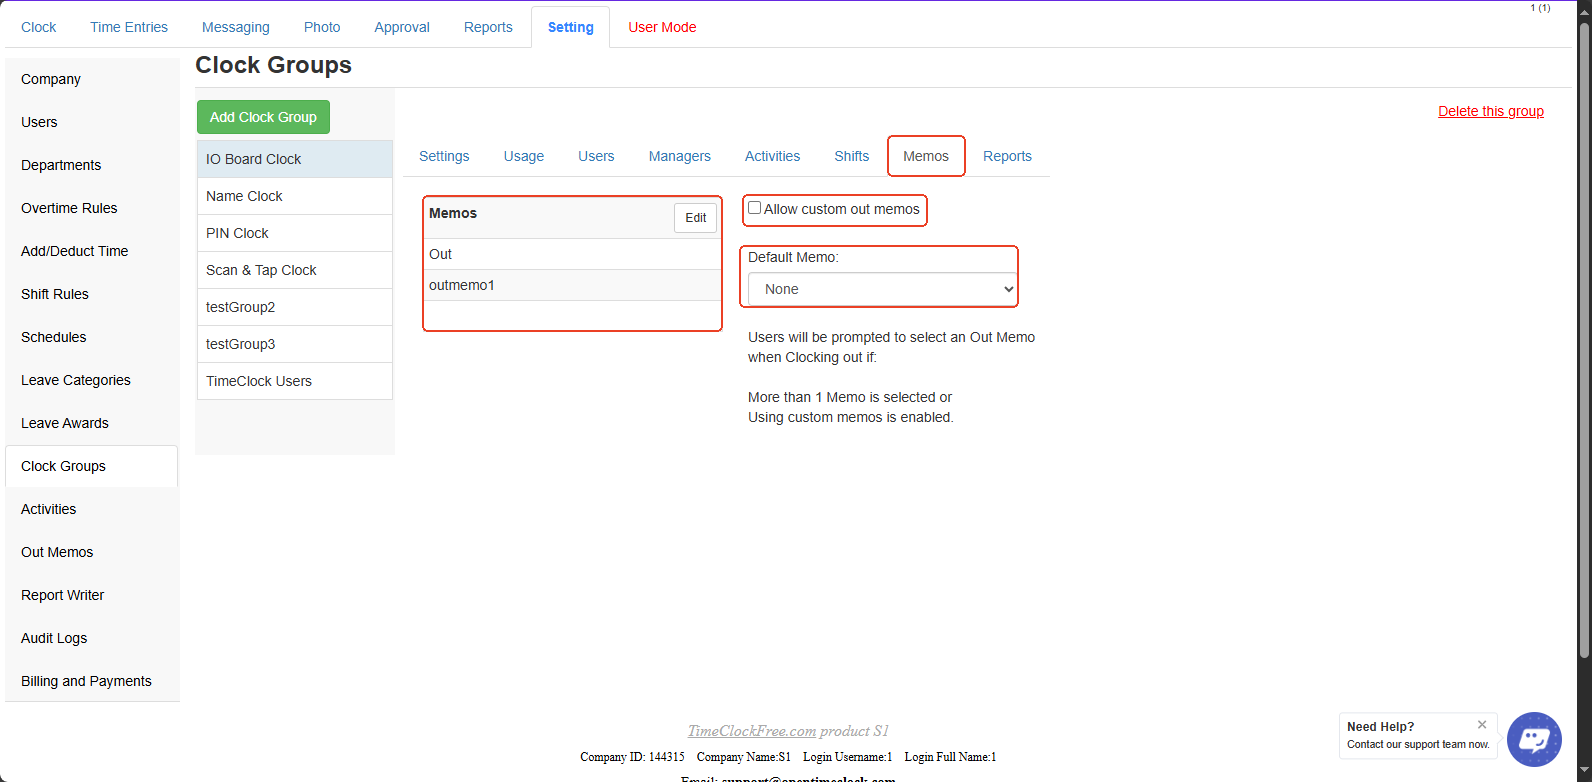 1 (1)
Clock Time Entries Messaging Photo Approval Reports Setting User Mode
Clock Groups
Company
Users
Departments
Overtime Rules
Add/Deduct Time
Shift Rules
Schedules
Leave Categories
Leave Awards
Clock Groups
Activities
Out Memos
Report Writer
Audit Logs
Billing and Payments
Add Clock Group
IO Board Clock
Name Clock
PIN Clock
Scan & Tap Clock
testGroup2
testGroup3
TimeClock Users
Delete this group
Settings Usage Users Managers Activities Shifts Memos Reports
Memos Edit
Out
outmemo1
Allow custom out memos
Default Memo:
None
Users will be prompted to select an Out Memo
when Clocking out if:
More than 1 Memo is selected or
Using custom memos is enabled.
TimeClockFree.com product S1
Company ID: 144315 Company Name:S1 Login Username:1 Login Full Name:1
Email: support@opentimeclock.com
Need Help?
Contact our support team now.